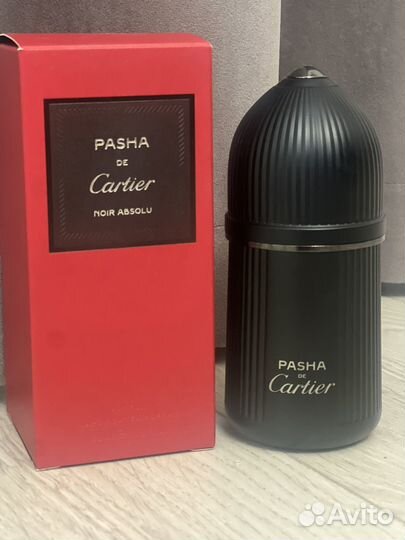 PASHA
DE
Cartier
NOIR ABSOLU
PASHA
DE
Cartier
Avito